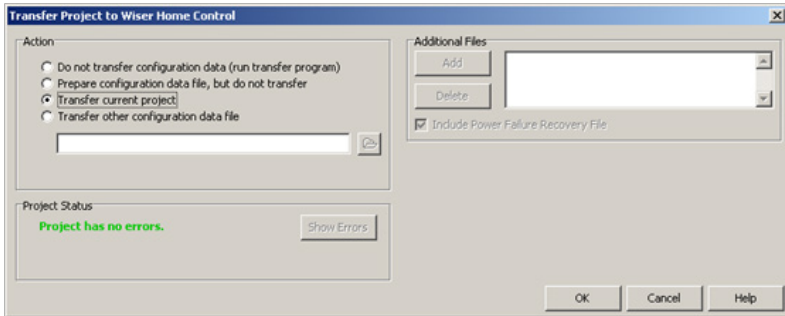 Transfer Project to Wiser Home Control
Action
Do not transfer configuration data (run transfer program)
Prepare configuration data file, but do not transfer
Transfer current project
Transfer other configuration data file
Additional Files
Add
Delete
Include Power Failure Recovery File
Project Status
Project has no errors.
Show Errors
OK
Cancel
Help